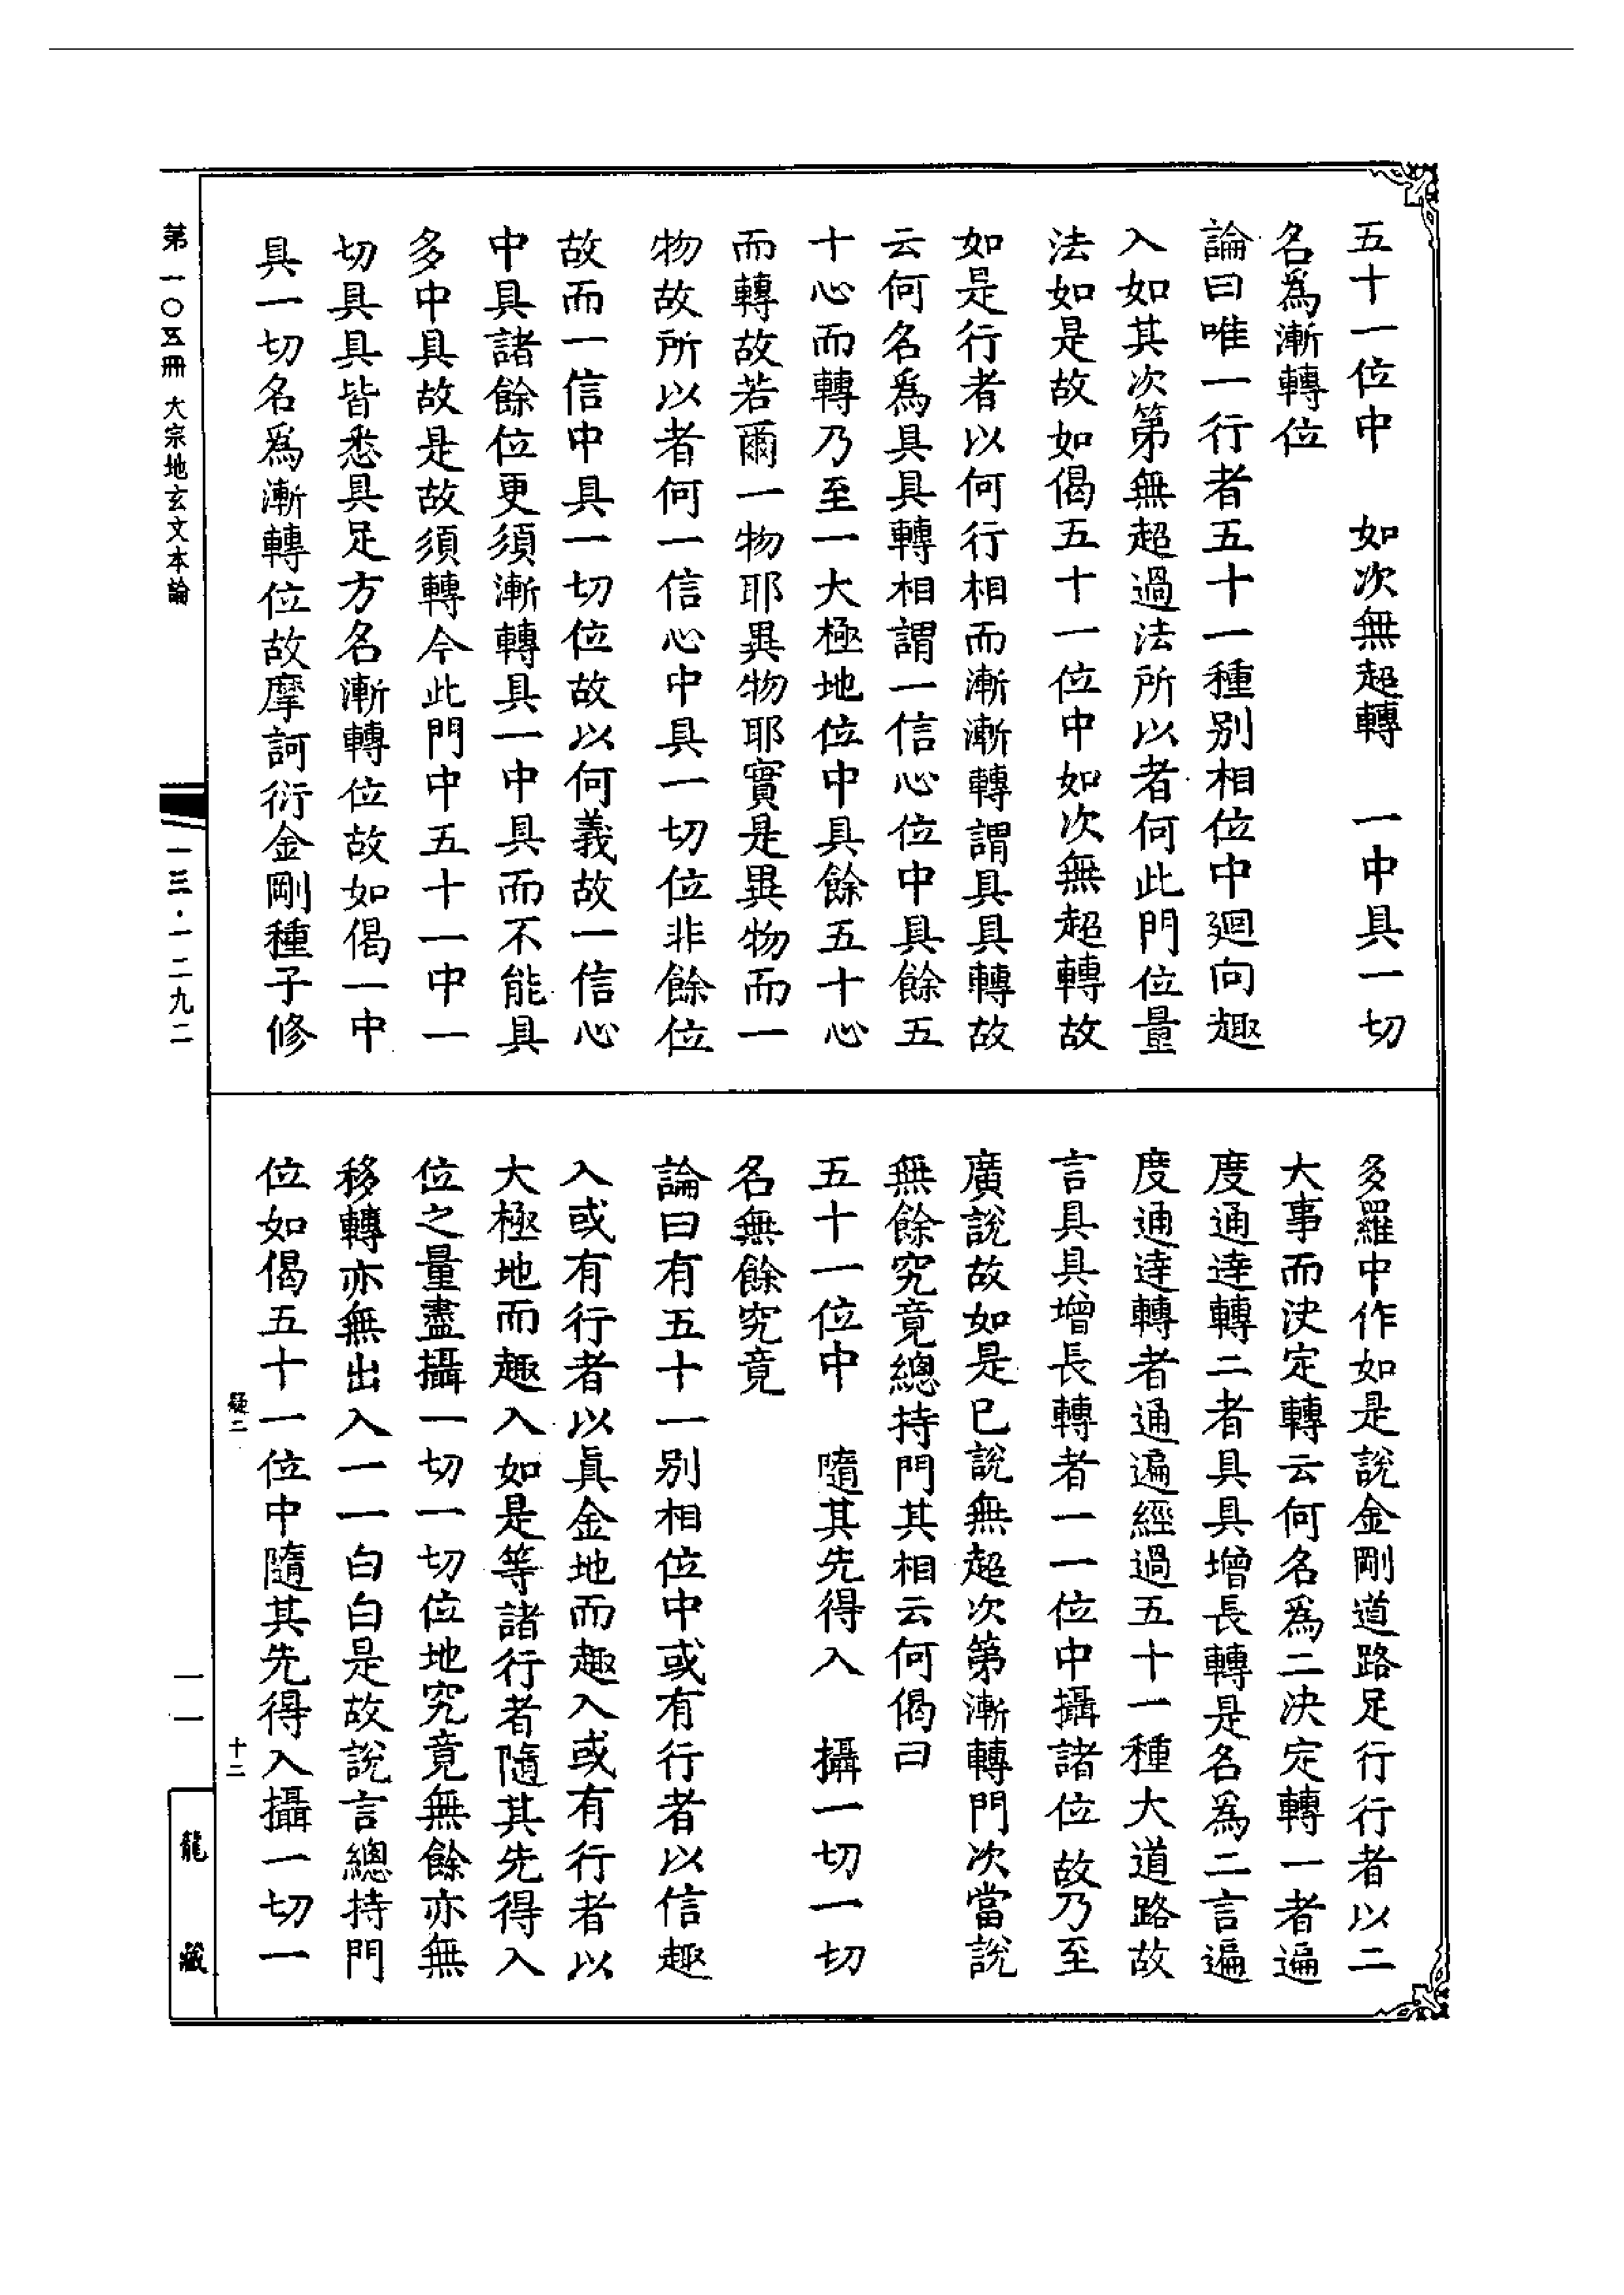 五十一位中　如次無超轉　一中具一切
名爲漸轉位
論曰唯一行者五十一種别相位中廻向趣
入如其次第無超過法所以者何此門位量
法如是故如偈五十一位中如次無超轉故
如是行者以何行相而漸漸轉謂具具轉故
云何名爲具具轉相謂一信心位中具餘五
十心而轉乃至一大極地位中具餘五十心
而轉故若爾一物耶異物耶實是異物而一
物故所以者何一信心中具一切位非餘位
故而一信中具一切位故以何義故一信心
中具諸餘位更須漸轉具一中具而不能具
多中具故是故須轉今此門中五十一中一
切具具皆悉具足方名漸轉位故如偈一中
具一切名爲漸轉位故摩訶衍金剛種子修
多羅中作如是說金剛道路足行行者以二
大事而決定轉云何名爲二決定轉一者遍
度通達轉二者具具增長轉是名爲二言遍
度通達轉者通遍經過五十一種大道路故
言具具增長轉者一一位中攝諸位故乃至
廣說故如是已說無超次第漸轉門次當說
無餘究竟總持門其相云何偈曰
五十一位中　隨其先得入　攝一切一切
名無餘究竟
論曰有五十一别相位中或有行者以信趣
入或有行者以眞金地而趣入或有行者以
大極地而趣入如是等諸行者隨其先得入
位之量盡攝一切一切位地究竟無餘亦無
移轉亦無出入一一白白是故說言總持門
位如偈五十一位中隨其先得入攝一切一
疑二
十二
第一〇五冊 大宗地玄文本論
一三·一二九二
一一
龍藏